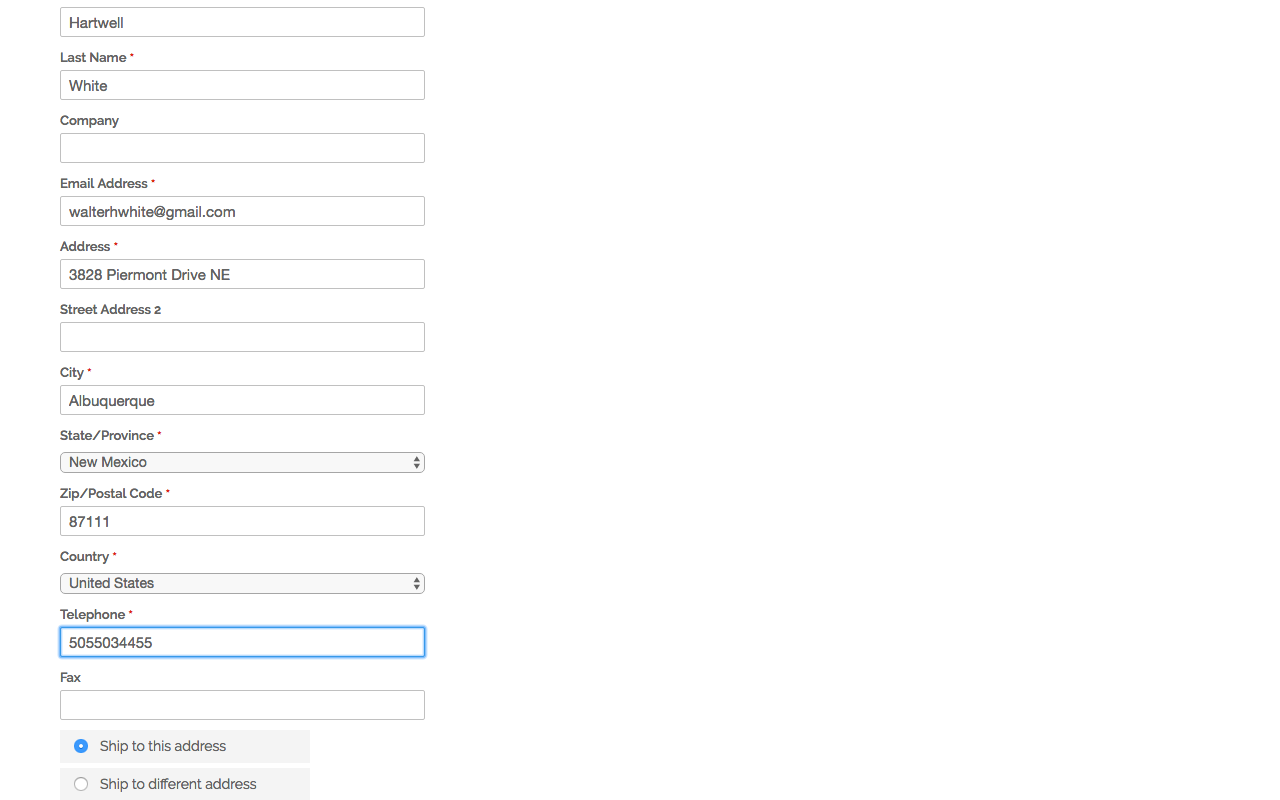 Hartwell
Last Name *
White
Company
Email Address *
walterhwhite@gmail.com
Address *
3828 Piermont Drive NE
Street Address 2
City *
Albuquerque
State/Province *
New Mexico
Zip/Postal Code *
87111
Country *
United States
Telephone *
5055034455
Fax
Ship to this address
Ship to different address